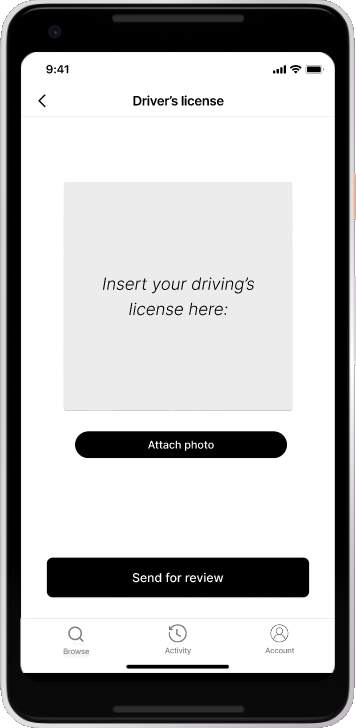 9:41
Driver’s license
Insert your driving’s
license here:
Attach photo
Send for review
Browse
Activity
Account